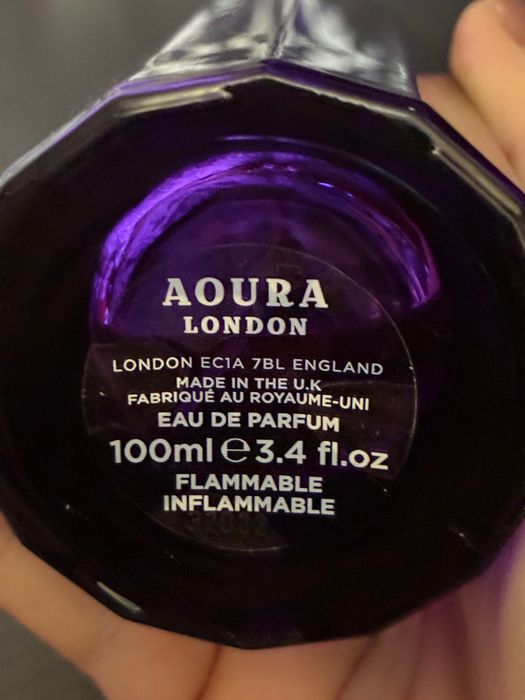 AOURA
LONDON
LONDON EC1A 7BL ENGLAND
MADE IN THE U.K
FABRIQUÉ AU ROYAUME-UNI
EAU DE PARFUM
100ml ℮ 3.4 fl.oz
FLAMMABLE
INFLAMMABLE